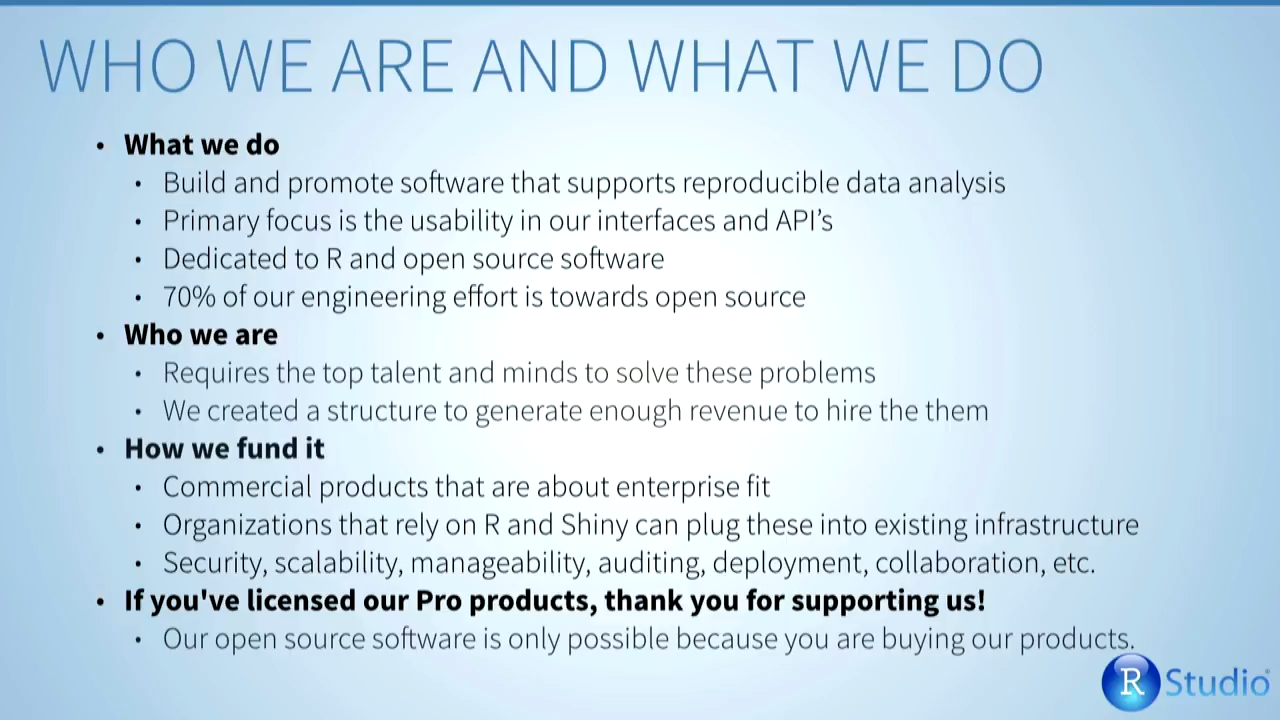 WHO WE ARE AND WHAT WE DO
• What we do
• Build and promote software that supports reproducible data analysis
• Primary focus is the usability in our interfaces and API’s
• Dedicated to R and open source software
• 70% of our engineering effort is towards open source
• Who we are
• Requires the top talent and minds to solve these problems
• We created a structure to generate enough revenue to hire the them
• How we fund it
• Commercial products that are about enterprise fit
• Organizations that rely on R and Shiny can plug these into existing infrastructure
• Security, scalability, manageability, auditing, deployment, collaboration, etc.
• If you've licensed our Pro products, thank you for supporting us!
• Our open source software is only possible because you are buying our products.
R Studio®